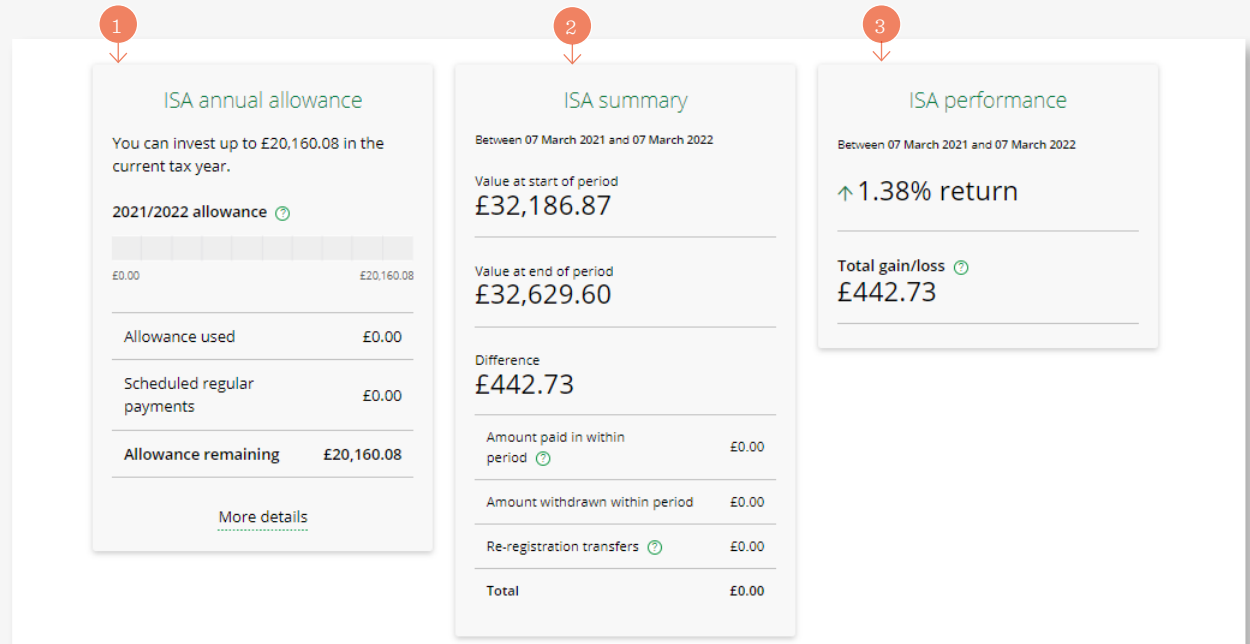 1
ISA annual allowance
You can invest up to £20,160.08 in the
current tax year.
2021/2022 allowance ?
£0.00 £20,160.08
Allowance used £0.00
Scheduled regular
payments £0.00
Allowance remaining £20,160.08
More details
2
ISA summary
Between 07 March 2021 and 07 March 2022
Value at start of period
£32,186.87
Value at end of period
£32,629.60
Difference
£442.73
Amount paid in within
period ? £0.00
Amount withdrawn within period £0.00
Re-registration transfers ? £0.00
Total £0.00
3
ISA performance
Between 07 March 2021 and 07 March 2022
↑ 1.38% return
Total gain/loss ?
£442.73